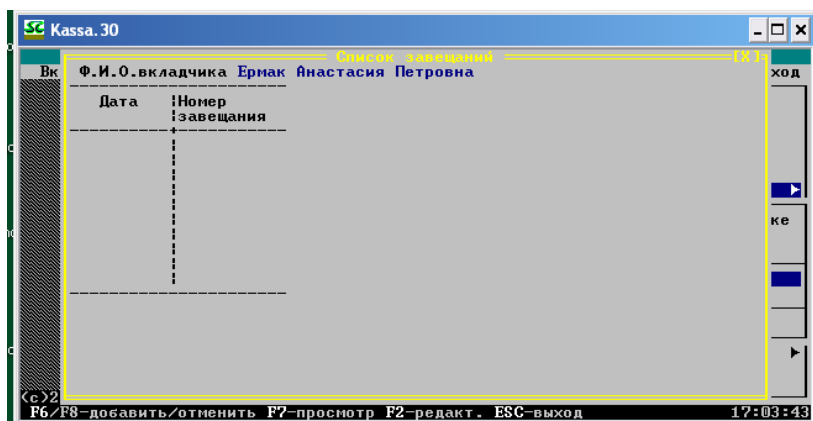 Kassa.30
Список завещаний [X]
Вк Ф.И.О.вкладчика Ермак Анастасия Петровна ход
Дата Номер
завещания
ке
(c)2
F6/F8-добавить/отменить F7-просмотр F2-редакт. ESC-выход 17:03:43